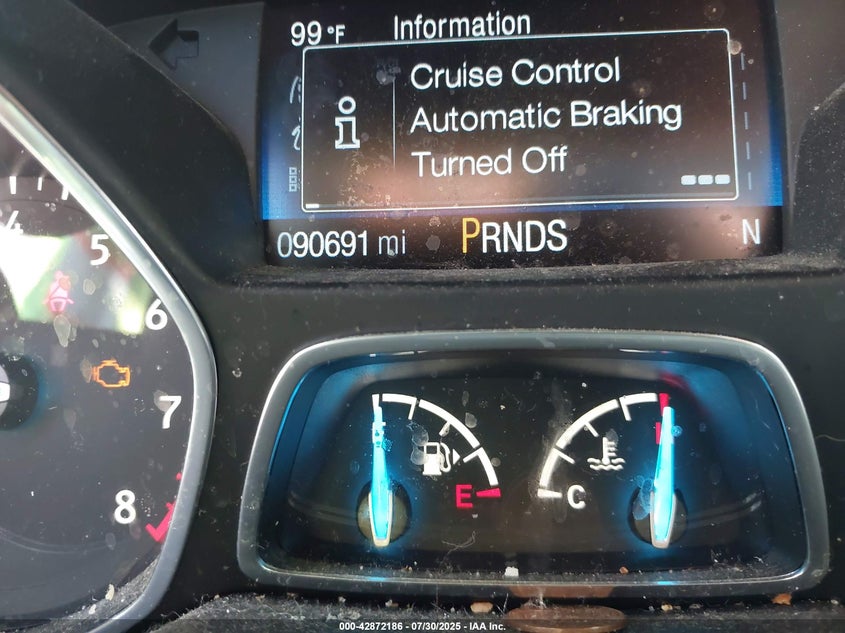 99 °F Information
Cruise Control
Automatic Braking
Turned Off
090691 mi PRNDS N
4
5
6
7
8
E
C
000-42872186 - 07/30/2025 - IAA Inc.